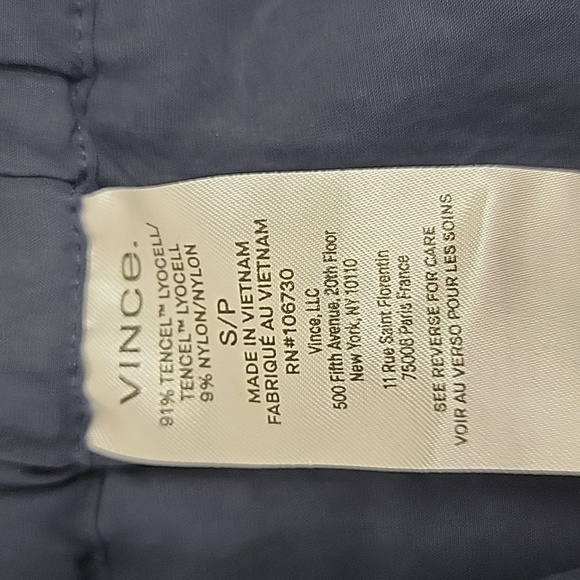 VINCE.
91% TENCEL™ LYOCELL/
TENCEL™ LYOCELL
9% NYLON/NYLON
S/P
MADE IN VIETNAM
FABRIQUÉ AU VIETNAM
RN#106730
Vince, LLC
500 Fifth Avenue, 20th Floor
New York, NY 10110
11 Rue Saint Florentin
75008 Paris France
SEE REVERSE FOR CARE
VOIR AU VERSO POUR LES SOINS